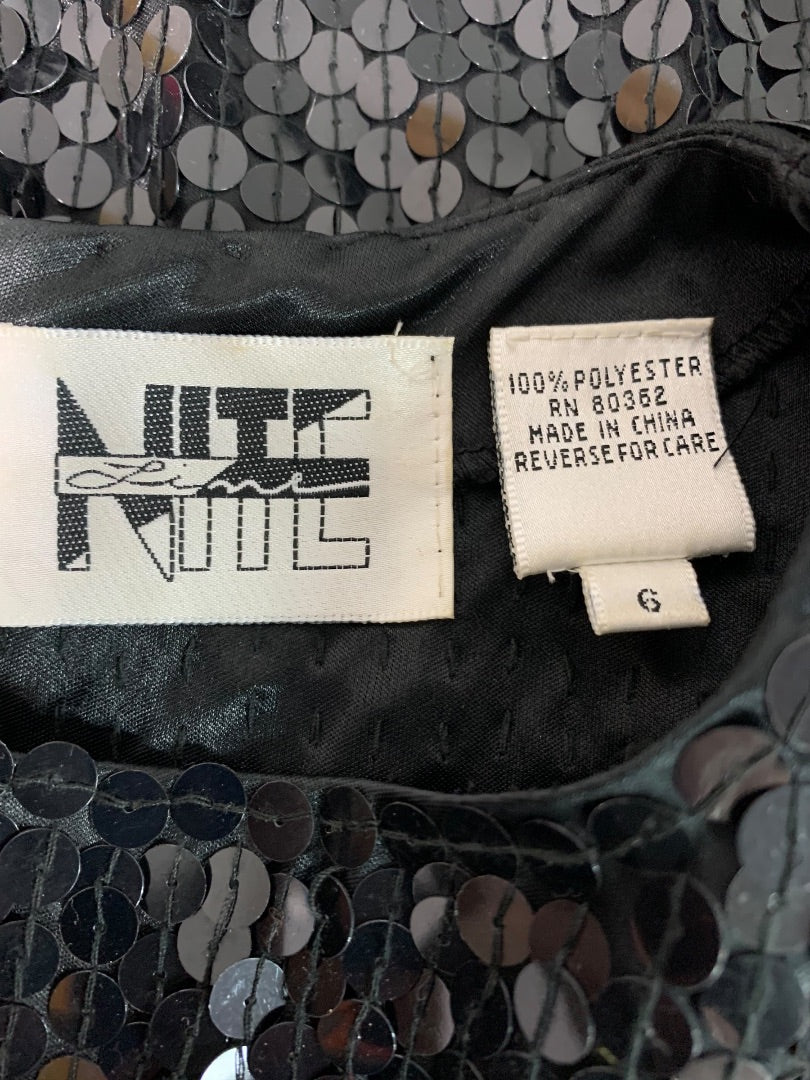 NITE
Line
100% POLYESTER
RN 80362
MADE IN CHINA
REVERSE FOR CARE
6